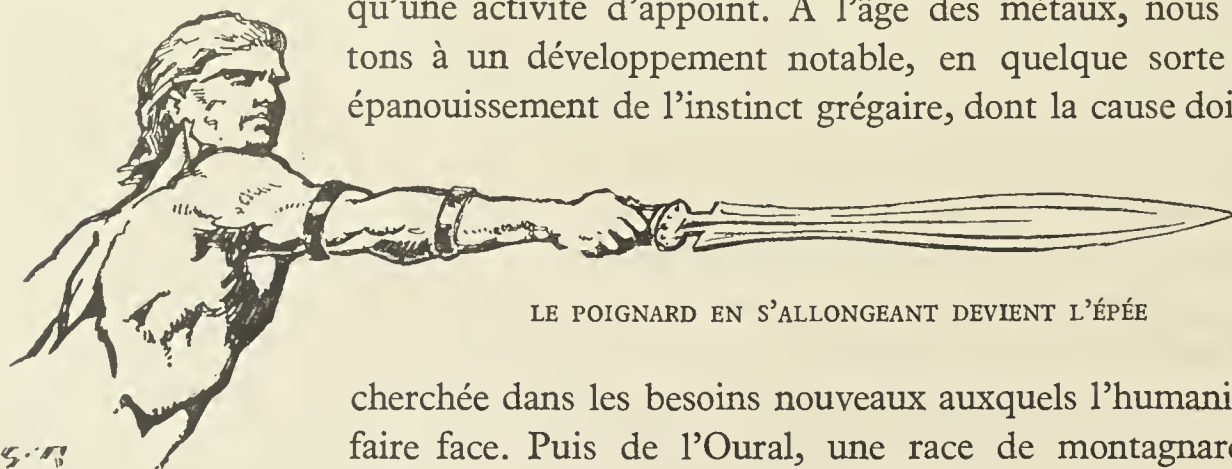 qu'une activité d'appoint. A l'âge des métaux, nous
tons à un développement notable, en quelque sorte
épanouissement de l'instinct grégaire, dont la cause doi
LE POIGNARD EN S'ALLONGEANT DEVIENT L'ÉPÉE
cherchée dans les besoins nouveaux auxquels l'humani
faire face. Puis de l'Oural, une race de montagnard